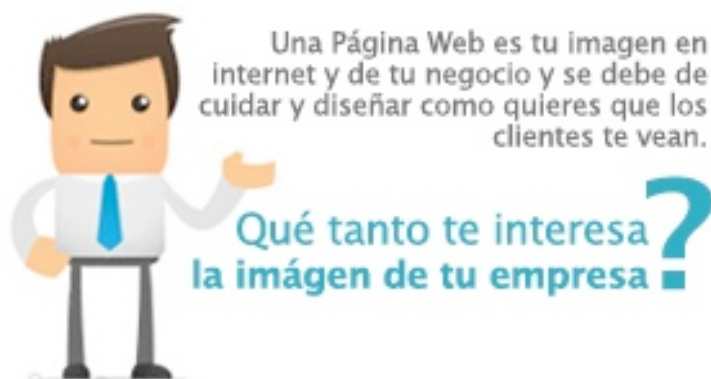 Una Página Web es tu imagen en
internet y de tu negocio y se debe de
cuidar y diseñar como quieres que los
clientes te vean.
Qué tanto te interesa
la imágen de tu empresa ?